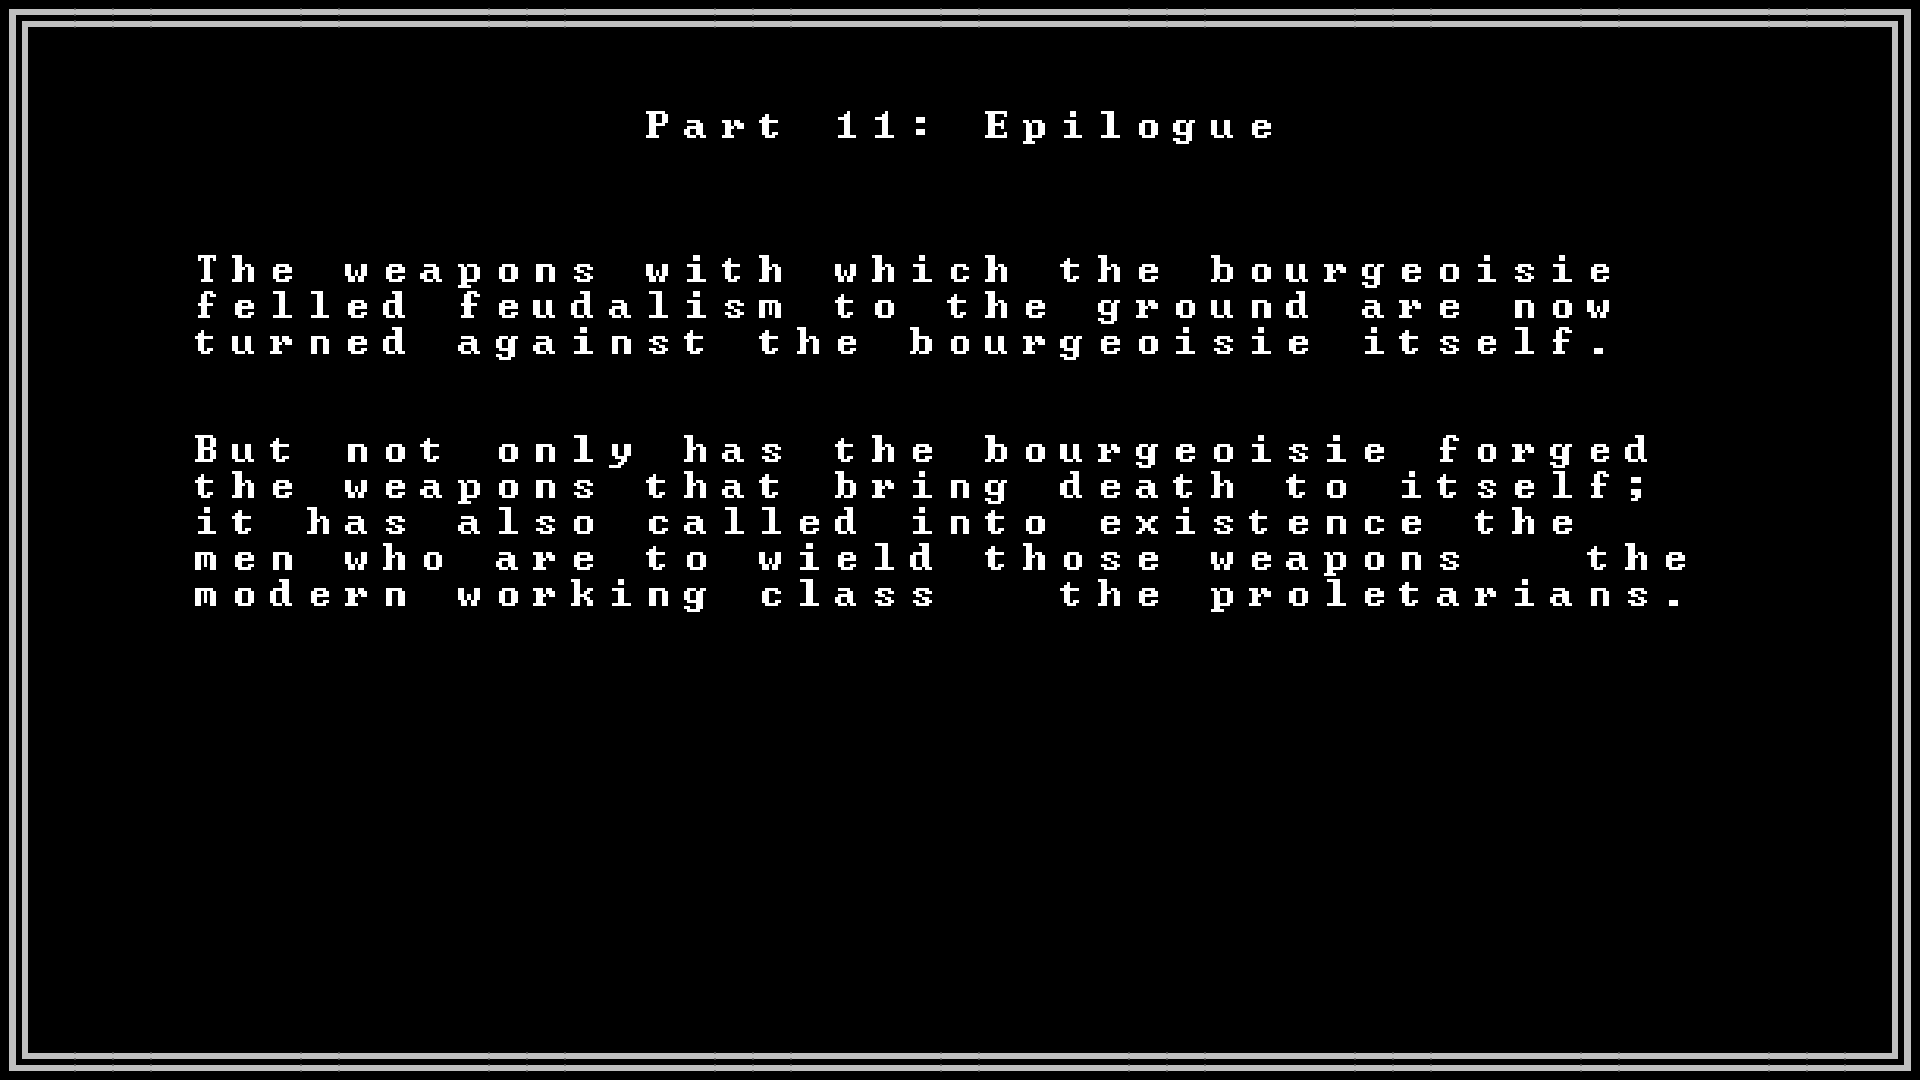 Part 11: Epilogue
The weapons with which the bourgeoisie
felled feudalism to the ground are now
turned against the bourgeoisie itself.
But not only has the bourgeoisie forged
the weapons that bring death to itself;
it has also called into existence the
men who are to wield those weapons   the
modern working class   the proletarians.